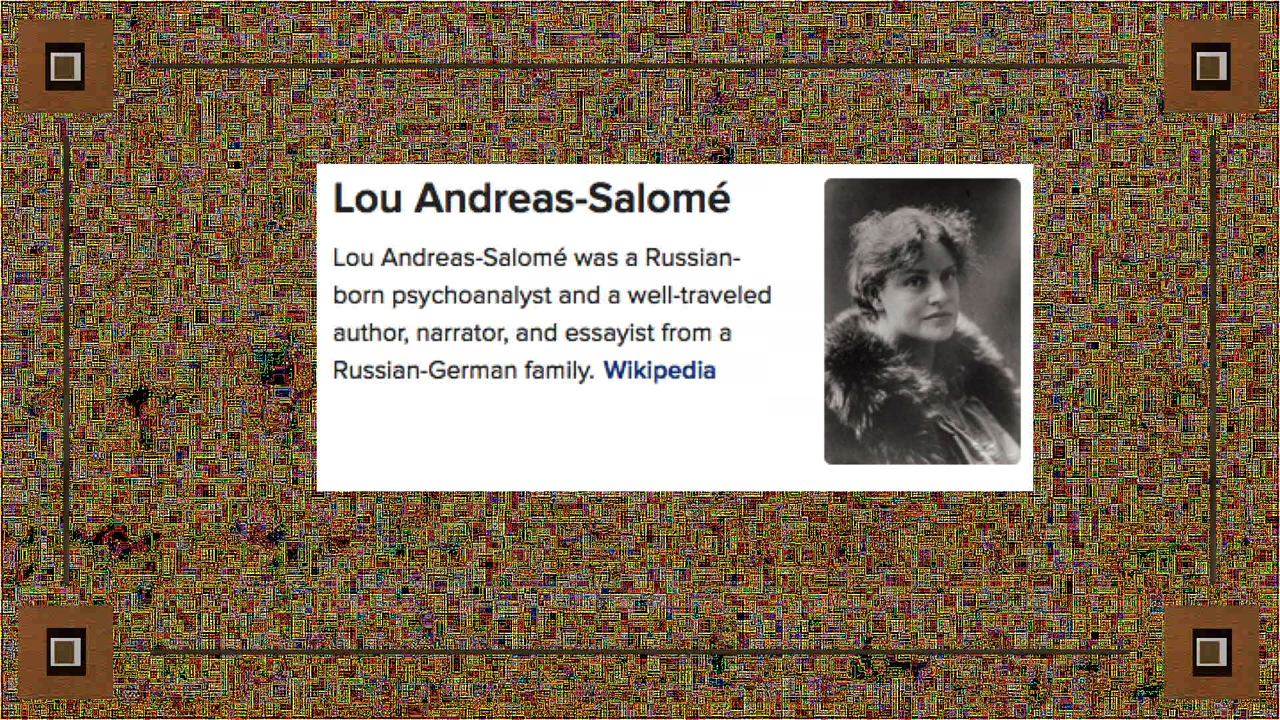 Lou Andreas-Salomé
Lou Andreas-Salomé was a Russian-
born psychoanalyst and a well-traveled
author, narrator, and essayist from a
Russian-German family. Wikipedia